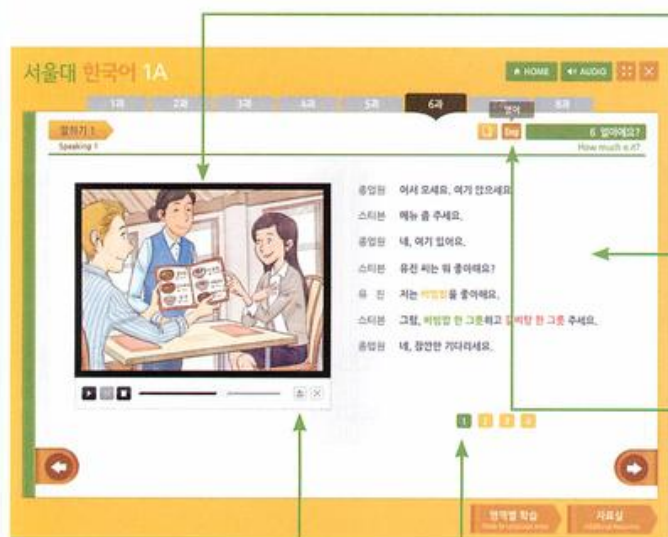 서울대 한국어 1A
HOME
AUDIO
1과 2과 3과 4과 5과 6과 8과
영어
말하기 1
Speaking 1
Eng
6 얼마예요?
How much is it?
종업원 어서 오세요. 여기 앉으세요.
스티븐 메뉴 좀 주세요.
종업원 네, 여기 있어요.
스티븐 유진 씨는 뭐 좋아해요?
유 진 저는 비빔밥을 좋아해요.
스티븐 그럼, 비빔밥 한 그릇하고 갈비탕 한 그릇 주세요.
종업원 네, 잠깐만 기다리세요.
1 2 3 4
영역별 학습
자료실